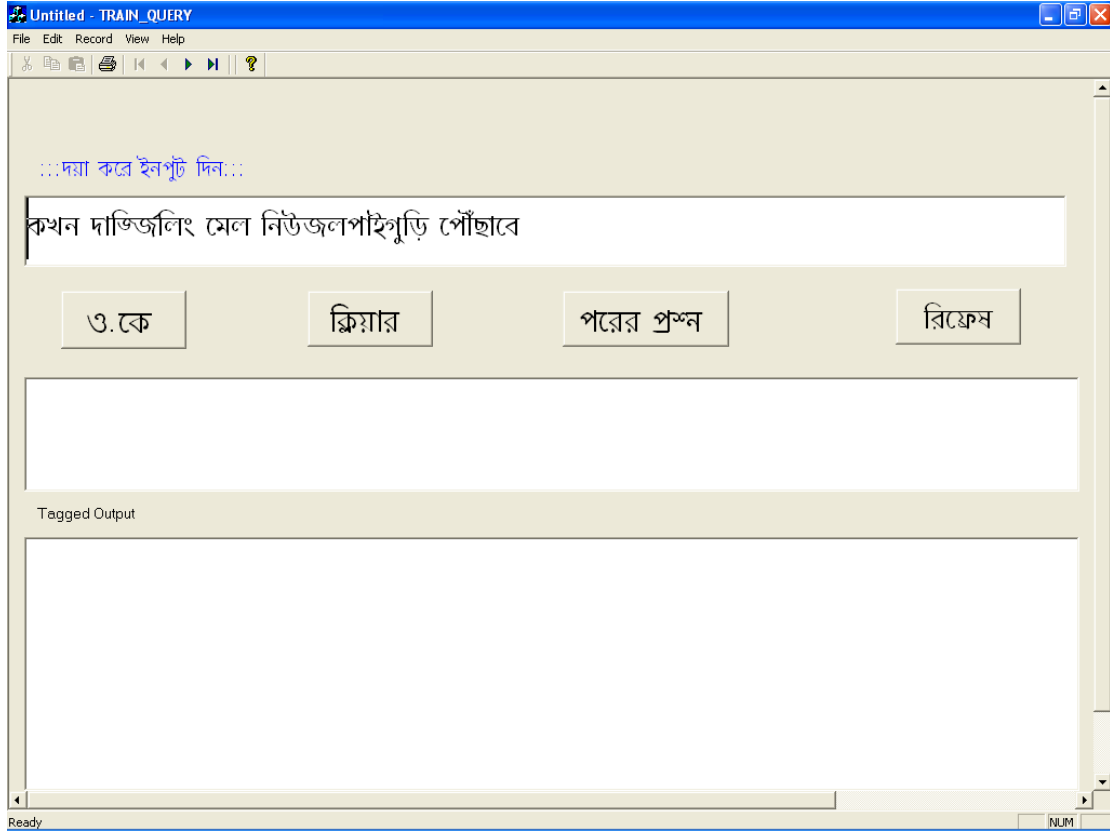 Untitled - TRAIN_QUERY
File Edit Record View Help
:::দয়া করে ইনপুট দিন:::
কখন দার্জ্জিলিং মেল নিউজলপাইগুড়ি পৌঁছাবে
ও.কে ক্লিয়ার পরের প্রশ্ন রিফ্রেষ
Tagged Output
Ready NUM